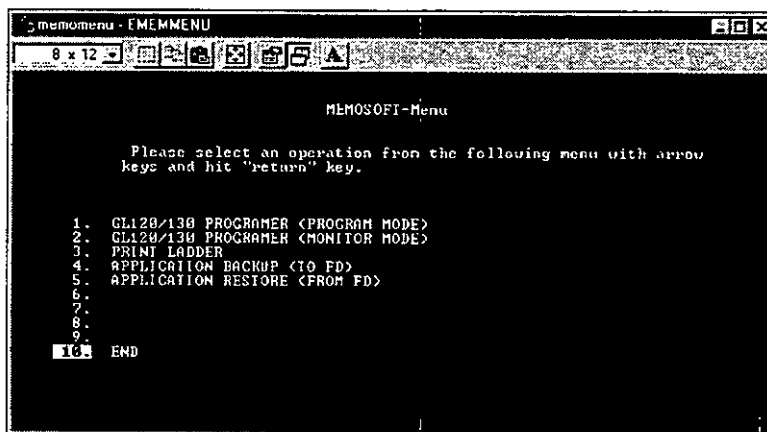 memomenu - EMEMMENU
8 x 12
A
MEMOSOFT-Menu
Please select an operation from the following menu with arrow
keys and hit "return" key.
1. GL120/130 PROGRAMER <PROGRAM MODE>
2. GL120/130 PROGRAMER <MONITOR MODE>
3. PRINT LADDER
4. APPLICATION BACKUP <TO FD>
5. APPLICATION RESTORE <FROM FD>
6.
7.
8.
9.
10. END